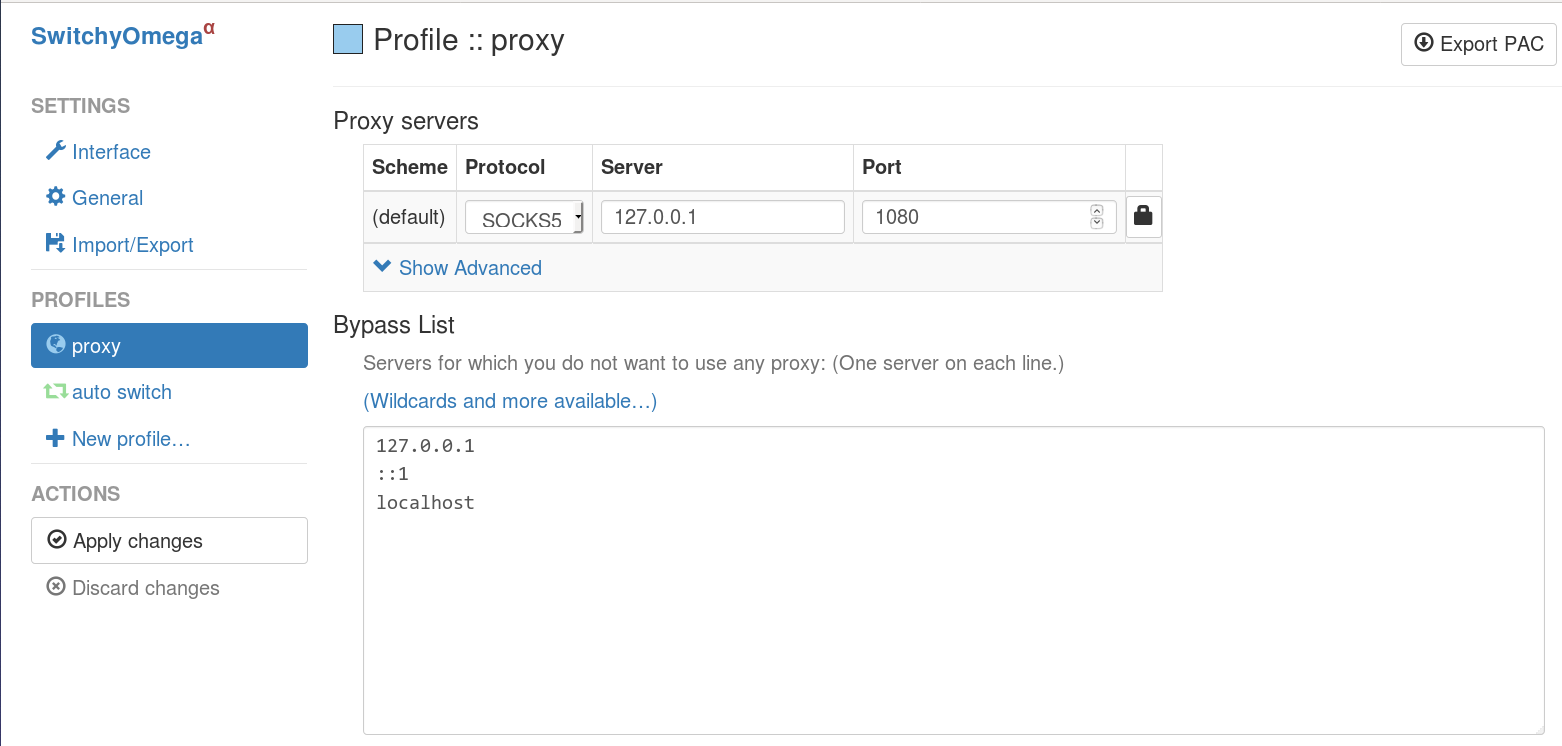 SwitchyOmegaα
SETTINGS
Interface
General
Import/Export
PROFILES
proxy
auto switch
New profile…
ACTIONS
Apply changes
Discard changes
Profile :: proxy
Export PAC
Proxy servers
Scheme Protocol Server Port
(default) SOCKS5 127.0.0.1 1080
Show Advanced
Bypass List
Servers for which you do not want to use any proxy: (One server on each line.)
(Wildcards and more available…)
127.0.0.1
::1
localhost